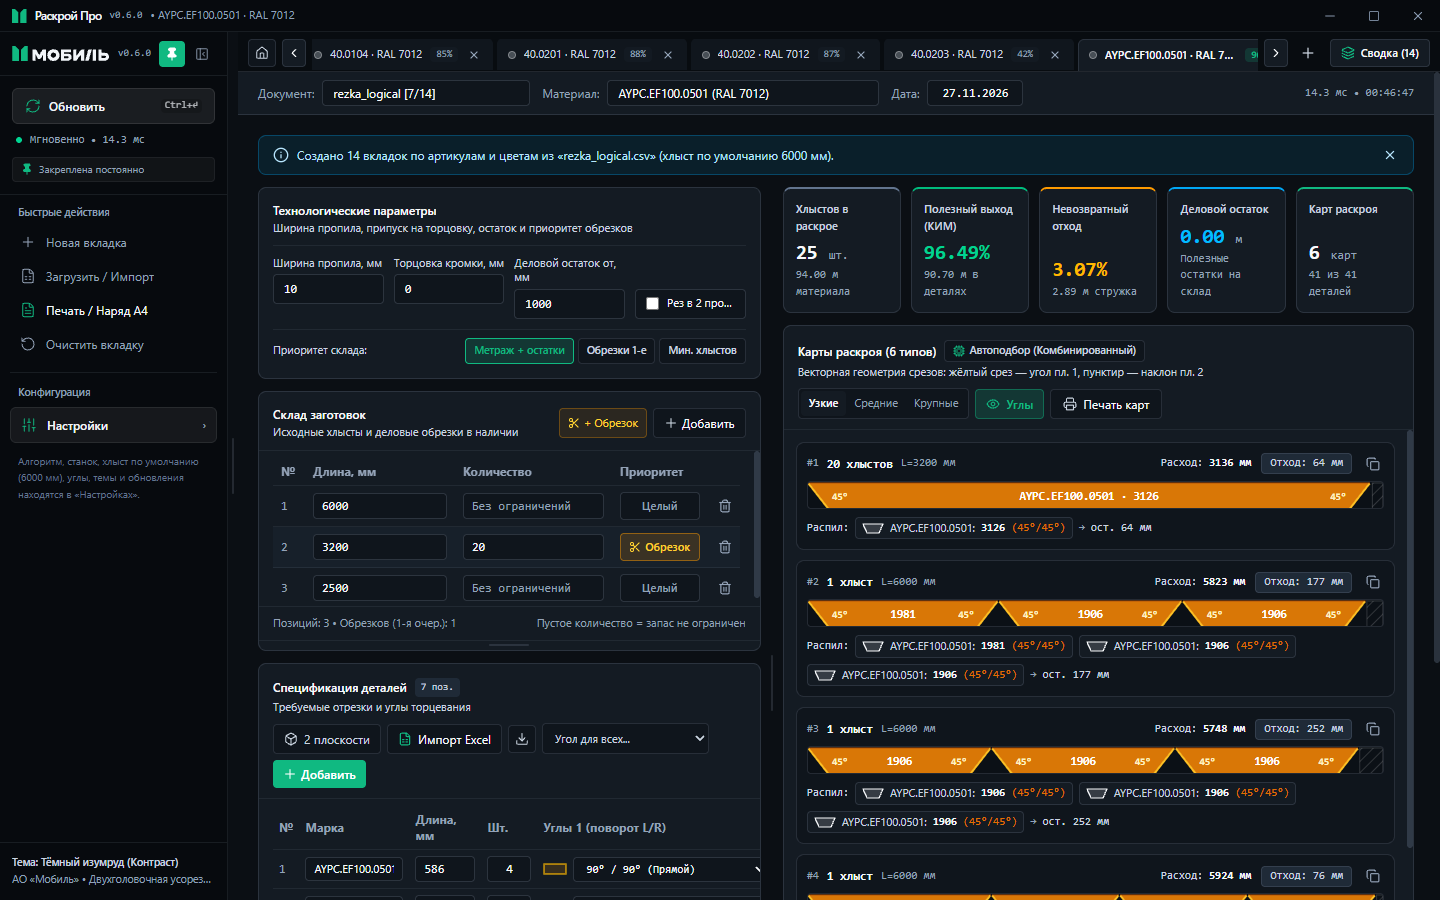 Раскрой Про v0.6.0 • AYPC.EF100.0501 · RAL 7012
МОБИЛЬ v0.6.0
Обновить Ctrl+↵
Мгновенно • 14.3 мс
Закреплена постоянно
Быстрые действия
Новая вкладка
Загрузить / Импорт
Печать / Наряд А4
Очистить вкладку
Конфигурация
Настройки ›
Алгоритм, станок, хлыст по умолчанию
(6000 мм), углы, темы и обновления
находятся в «Настройках».
Тема: Тёмный изумруд (Контраст)
АО «Мобиль» • Двухголовочная усорез...
40.0104 · RAL 7012 85%
40.0201 · RAL 7012 88%
40.0202 · RAL 7012 87%
40.0203 · RAL 7012 42%
AYPC.EF100.0501 · RAL 7...
Сводка (14)
Документ: rezka_logical [7/14] Материал: AYPC.EF100.0501 (RAL 7012) Дата: 27.11.2026 14.3 мс • 00:46:47
Создано 14 вкладок по артикулам и цветам из «rezka_logical.csv» (хлыст по умолчанию 6000 мм).
Технологические параметры
Ширина пропила, припуск на торцовку, остаток и приоритет обрезков
Ширина пропила, мм Торцовка кромки, мм Деловой остаток от,
мм
10 0 1000 Рез в 2 про...
Приоритет склада: Метраж + остатки Обрезки 1-е Мин. хлыстов
Склад заготовок
Исходные хлысты и деловые обрезки в наличии
+ Обрезок Добавить
№ Длина, мм Количество Приоритет
1 6000 Без ограничений Целый
2 3200 20 Обрезок
3 2500 Без ограничений Целый
Позиций: 3 • Обрезков (1-я очер.): 1 Пустое количество = запас не ограничен
Спецификация деталей 7 поз.
Требуемые отрезки и углы торцевания
2 плоскости Импорт Excel Угол для всех...
Добавить
№ Марка Длина, Шт. Углы 1 (поворот L/R)
мм
1 AYPC.EF100.050 586 4 90° / 90° (Прямой)
Хлыстов в
раскрое
25 шт.
94.00 м
материала
Полезный выход
(КИМ)
96.49%
90.70 м в
деталях
Невозвратный
отход
3.07%
2.89 м стружка
Деловой остаток
0.00 м
Полезные
остатки на
склад
Карт раскроя
6 карт
41 из 41
деталей
Карты раскроя (6 типов) Автоподбор (Комбинированный)
Векторная геометрия срезов: жёлтый срез — угол пл. 1, пунктир — наклон пл. 2
Узкие Средние Крупные Углы Печать карт
#1 20 хлыстов L=3200 мм Расход: 3136 мм Отход: 64 мм
45° AYPC.EF100.0501 · 3126 45°
Распил: AYPC.EF100.0501: 3126 (45°/45°) → ост. 64 мм
#2 1 хлыст L=6000 мм Расход: 5823 мм Отход: 177 мм
45° 1981 45° 45° 1906 45° 45° 1906 45°
Распил: AYPC.EF100.0501: 1981 (45°/45°) AYPC.EF100.0501: 1906 (45°/45°)
AYPC.EF100.0501: 1906 (45°/45°) → ост. 177 мм
#3 1 хлыст L=6000 мм Расход: 5748 мм Отход: 252 мм
45° 1906 45° 45° 1906 45° 45° 1906 45°
Распил: AYPC.EF100.0501: 1906 (45°/45°) AYPC.EF100.0501: 1906 (45°/45°)
AYPC.EF100.0501: 1906 (45°/45°) → ост. 252 мм
#4 1 хлыст L=6000 мм Расход: 5924 мм Отход: 76 мм